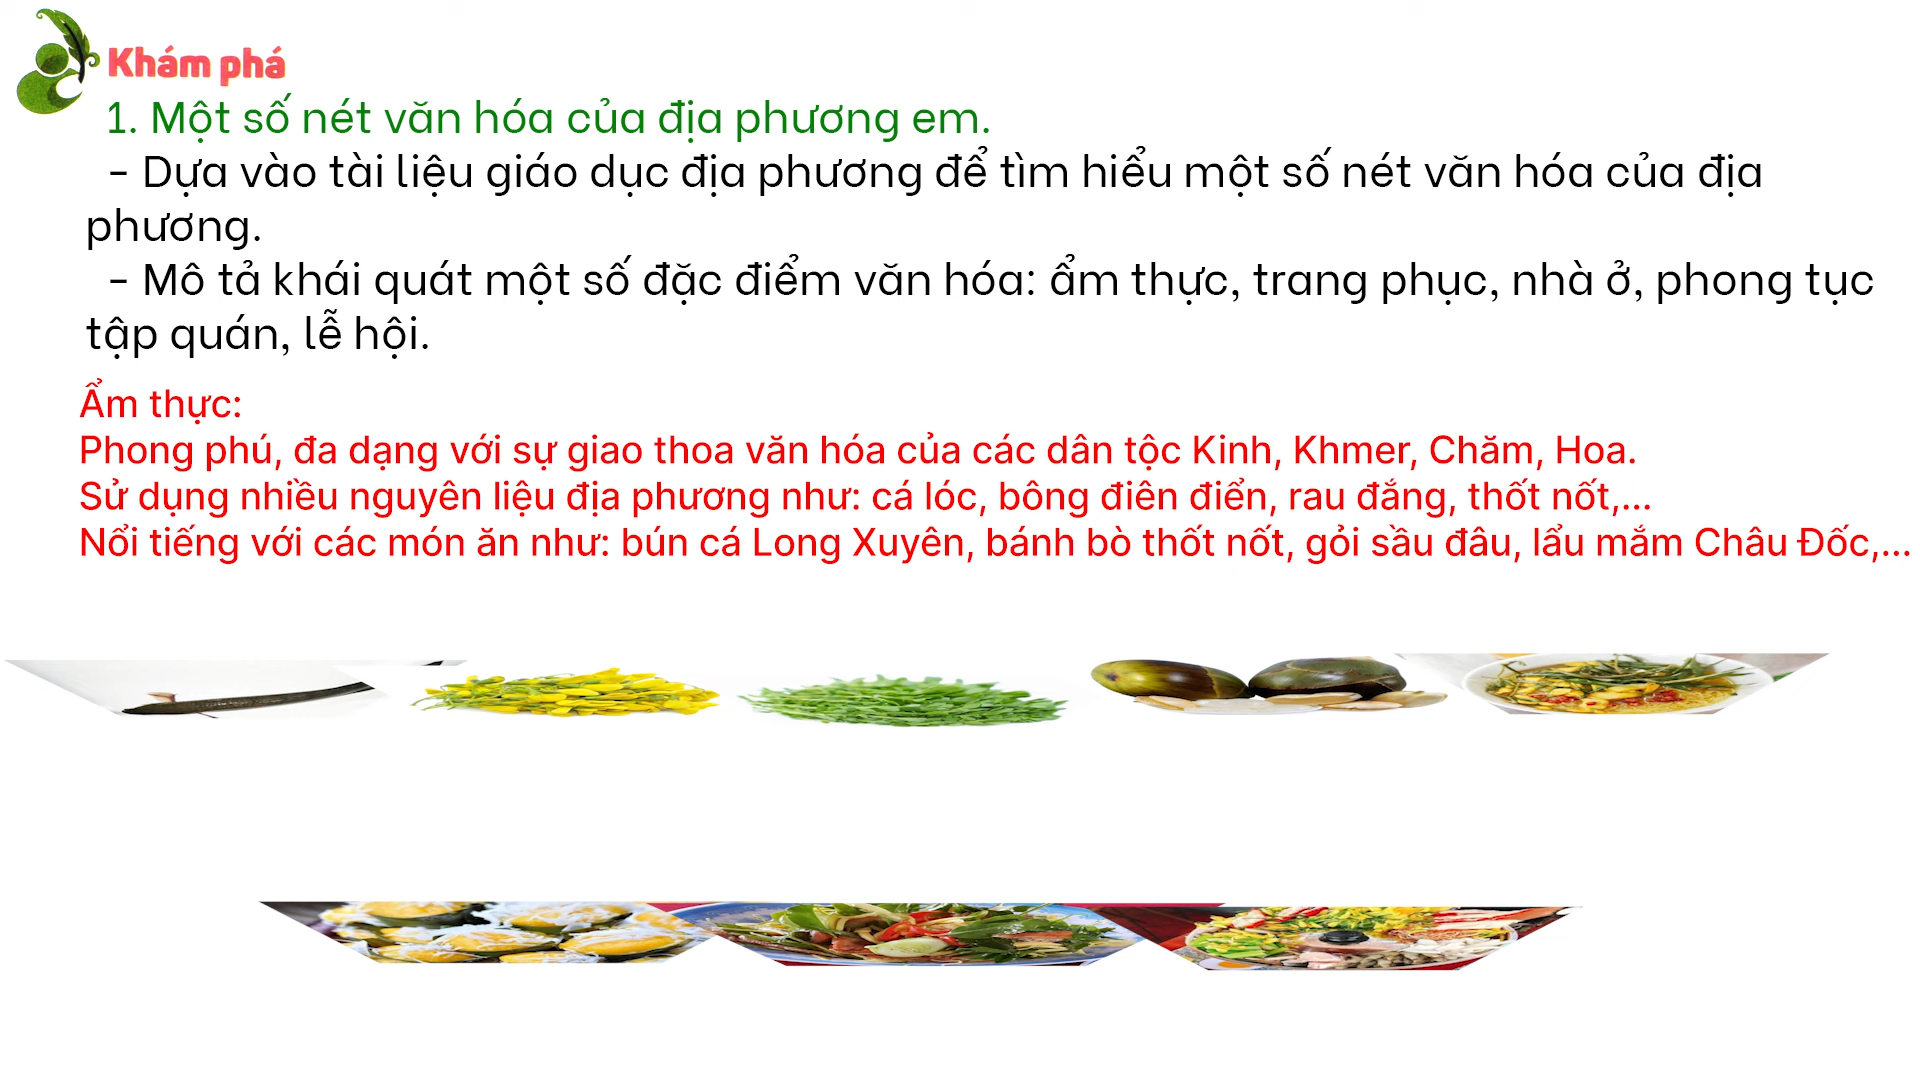 Khám phá
1. Một số nét văn hóa của địa phương em.
- Dựa vào tài liệu giáo dục địa phương để tìm hiểu một số nét văn hóa của địa
phương.
- Mô tả khái quát một số đặc điểm văn hóa: ẩm thực, trang phục, nhà ở, phong tục
tập quán, lễ hội.
Ẩm thực:
Phong phú, đa dạng với sự giao thoa văn hóa của các dân tộc Kinh, Khmer, Chăm, Hoa.
Sử dụng nhiều nguyên liệu địa phương như: cá lóc, bông điên điển, rau đắng, thốt nốt,...
Nổi tiếng với các món ăn như: bún cá Long Xuyên, bánh bò thốt nốt, gỏi sầu đâu, lẩu mắm Châu Đốc,...